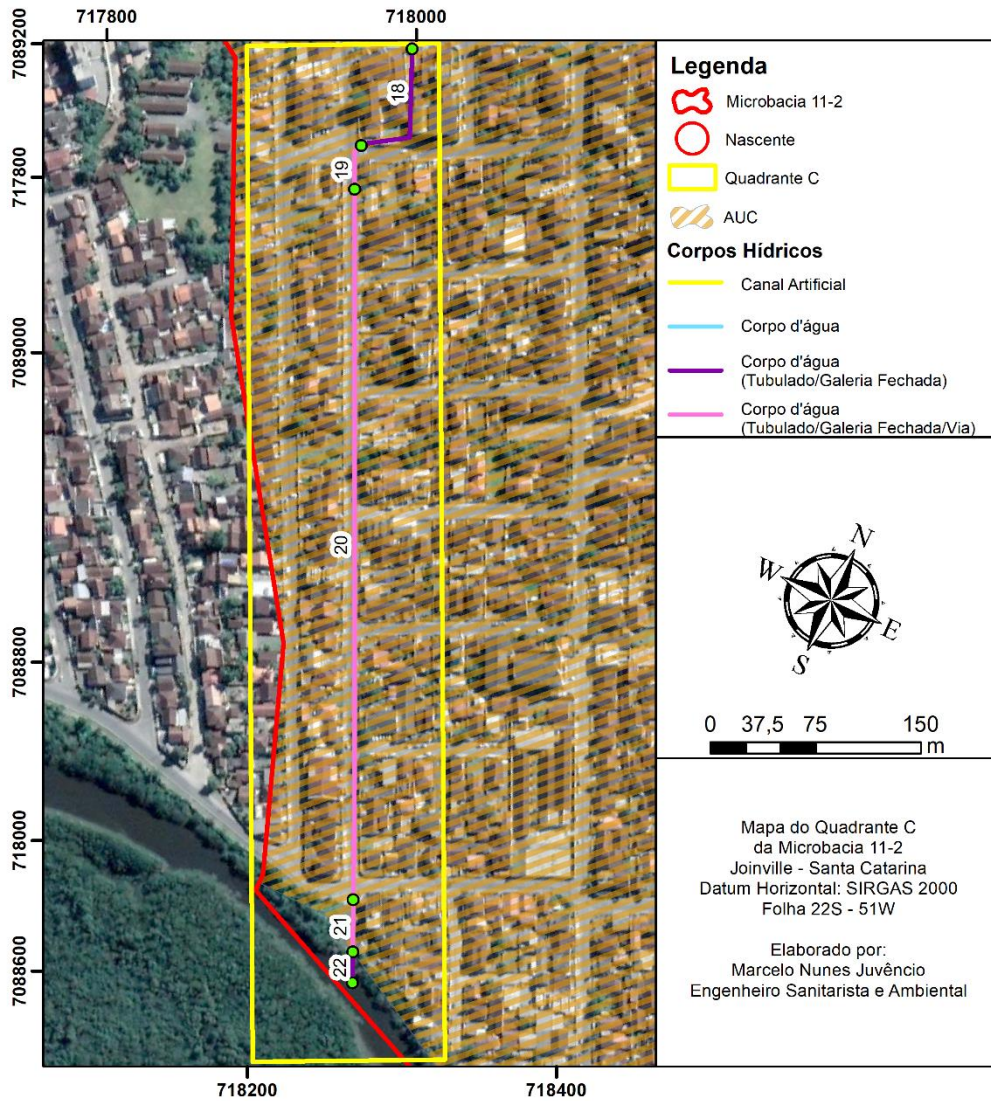 717800
718000
7089200
717800
7089000
7088800
718000
7088600
718200
718400
18
19
20
21
22
Legenda
Microbacia 11-2
Nascente
Quadrante C
AUC
Corpos Hídricos
Canal Artificial
Corpo d'água
Corpo d'água
(Tubulado/Galeria Fechada)
Corpo d'água
(Tubulado/Galeria Fechada/Via)
N
W
E
S
0 37,5 75 150
m
Mapa do Quadrante C
da Microbacia 11-2
Joinville - Santa Catarina
Datum Horizontal: SIRGAS 2000
Folha 22S - 51W
Elaborado por:
Marcelo Nunes Juvêncio
Engenheiro Sanitarista e Ambiental